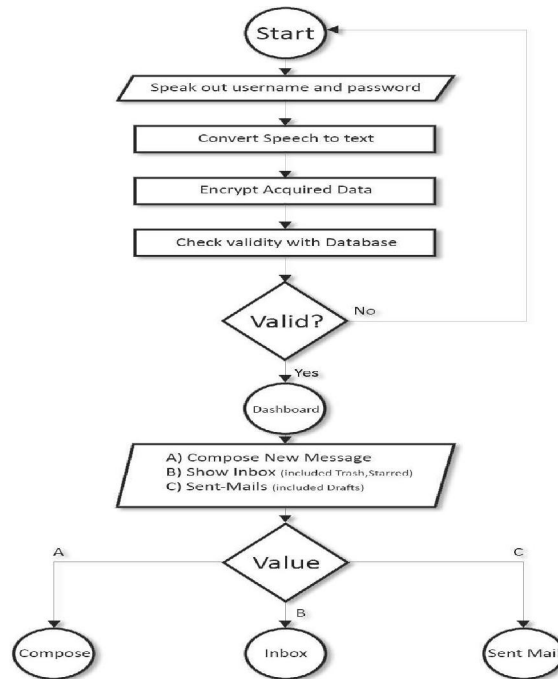 Start
Speak out username and password
Convert Speech to text
Encrypt Acquired Data
Check validity with Database
Valid?
No
Yes
Dashboard
A) Compose New Message
B) Show Inbox (included Trash,Starred)
C) Sent-Mails (included Drafts)
A
Value
C
B
Compose
Inbox
Sent Mail